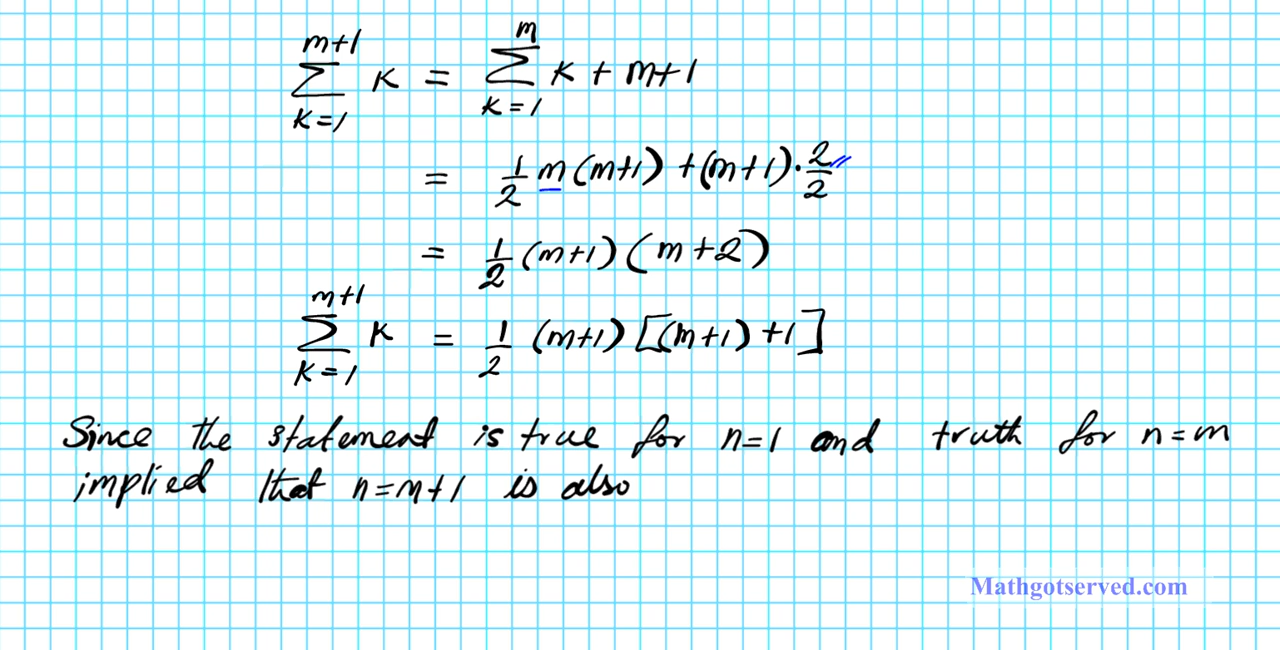 m+1 ∑ k=1 K = m ∑ K=1 K + m+1
= 1/2 m(m+1) + (m+1)·2/2
= 1/2 (m+1)(m+2)
m+1 ∑ K=1 K = 1/2 (m+1)[(m+1)+1]
Since the statement is true for n=1 and truth for n=m
implied that n=m+1 is also
Mathgotserved.com